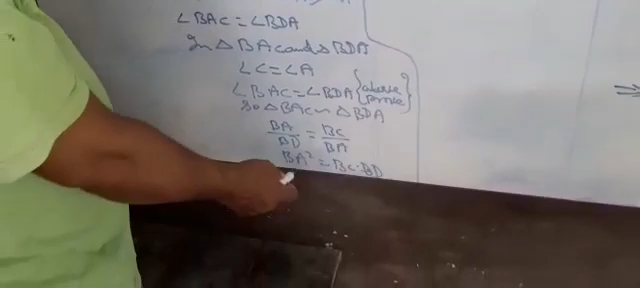 ∠BAC = ∠BDA
In △BAC and △BDA
∠C = ∠A
∠BAC = ∠BDA {above prove}
So △BAC ~ △BDA
BA/BD = BC/BA
BA² = BC·BD